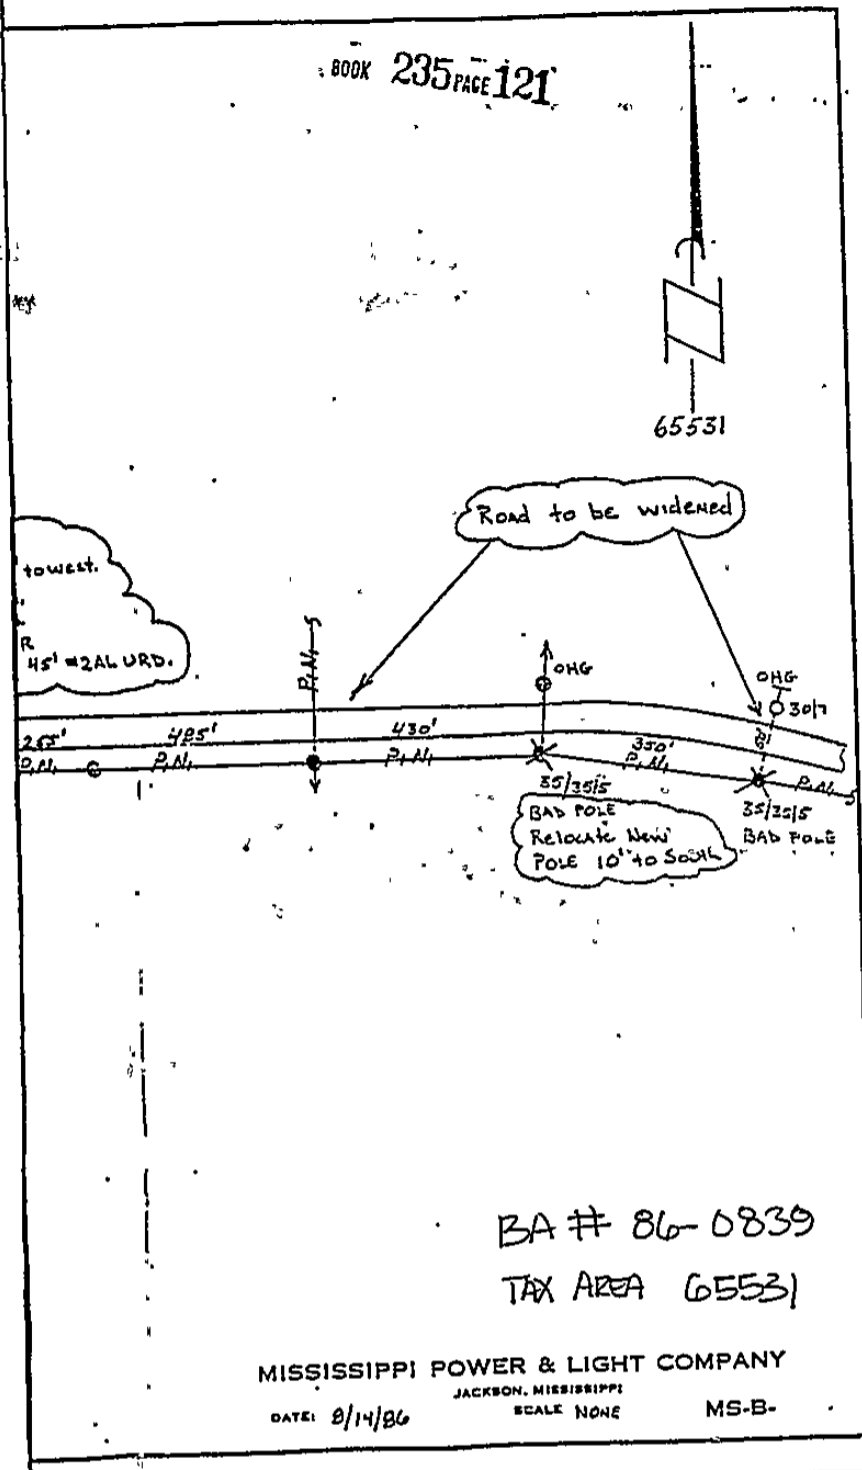 BOOK 235 PAGE 121
65531
Road to be widened
to west.
R
45' #2AL URD.
P,N, S
OHG
OHG
30/7
255' 485' 430' 350'
P,N, P,N, P,N, P,N, P,N, S
35/35/5
BAD POLE
Relocate New
POLE 10' to South
35/35/5
BAD POLE
BA # 86-0839
TAX AREA 65531
MISSISSIPPI POWER & LIGHT COMPANY
JACKSON, MISSISSIPPI
DATE: 8/14/86 SCALE NONE MS-B-